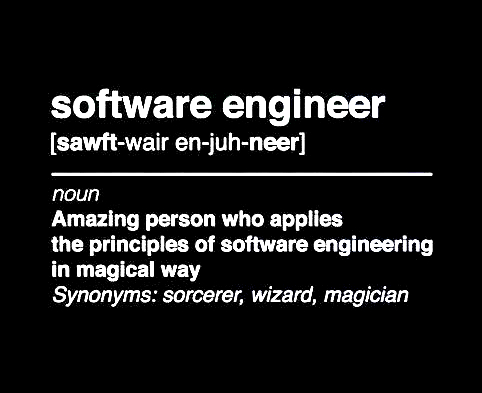 software engineer
[sawft-wair en-juh-neer]
noun
Amazing person who applies
the principles of software engineering
in magical way
Synonyms: sorcerer, wizard, magician